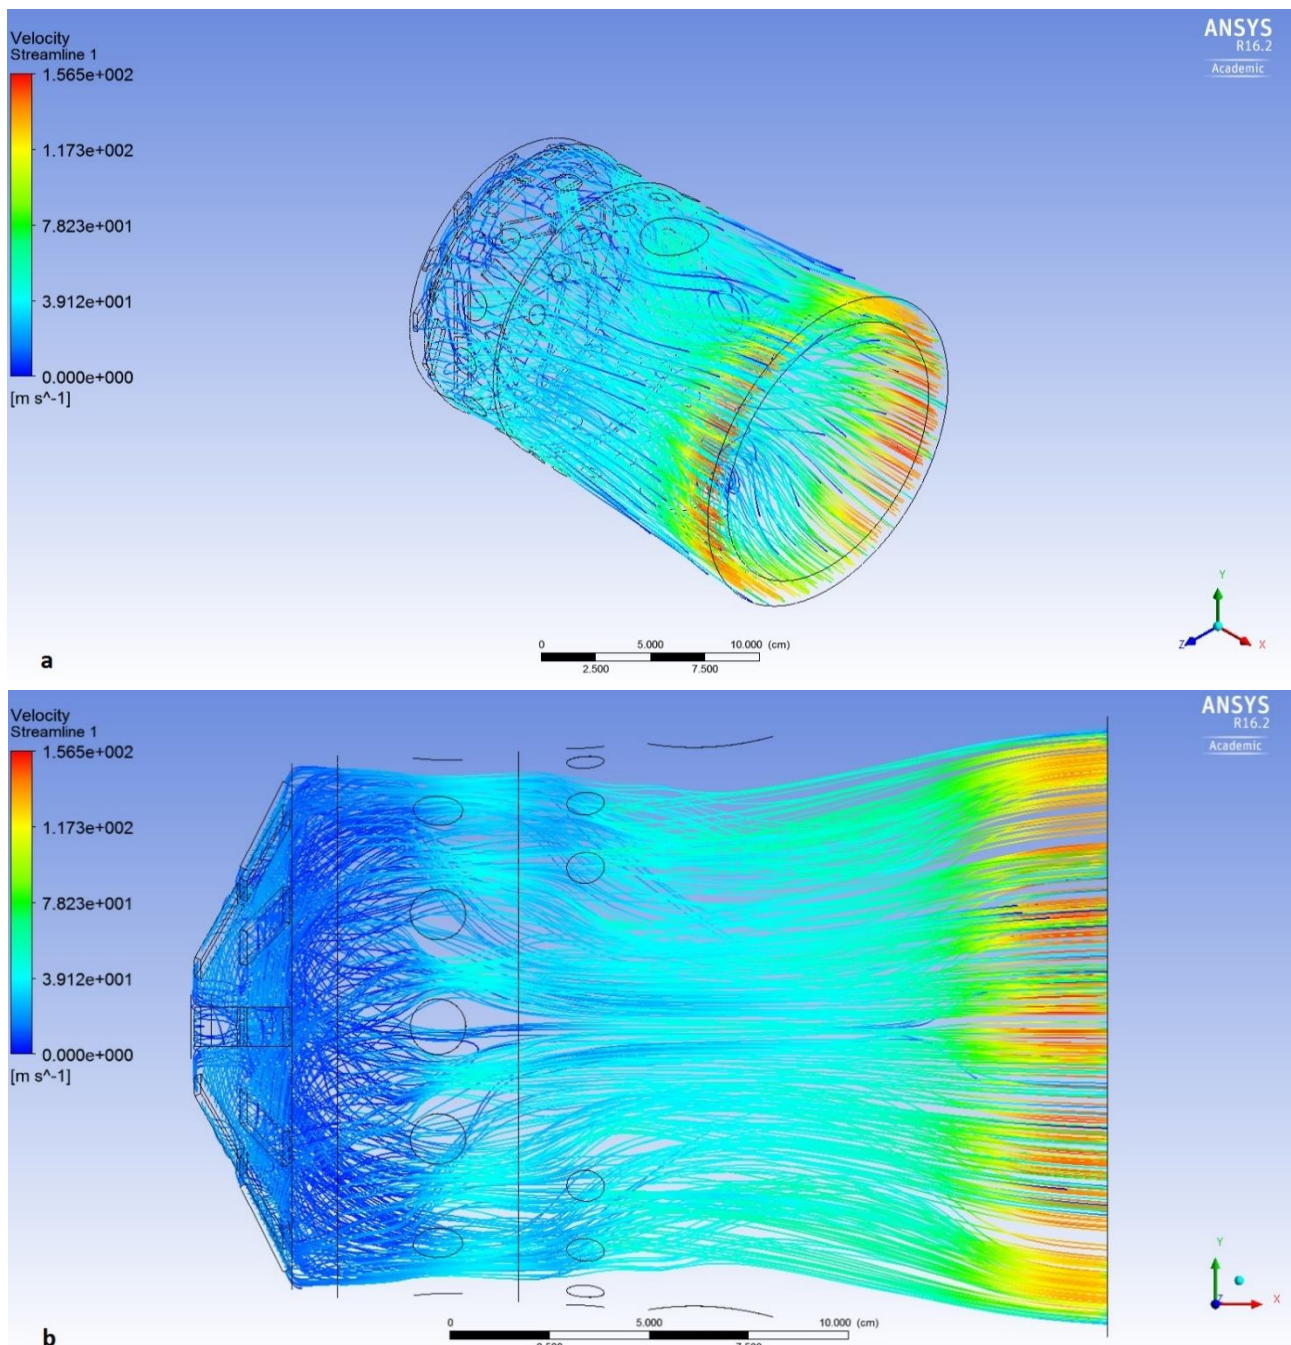 Velocity
Streamline 1
1.565e+002
1.173e+002
7.823e+001
3.912e+001
0.000e+000
[m s^-1]
ANSYS
R16.2
Academic
Y
Z
X
0
5.000
10.000 (cm)
2.500
7.500
a
Velocity
Streamline 1
1.565e+002
1.173e+002
7.823e+001
3.912e+001
0.000e+000
[m s^-1]
ANSYS
R16.2
Academic
Y
Z
X
0
5.000
10.000 (cm)
b